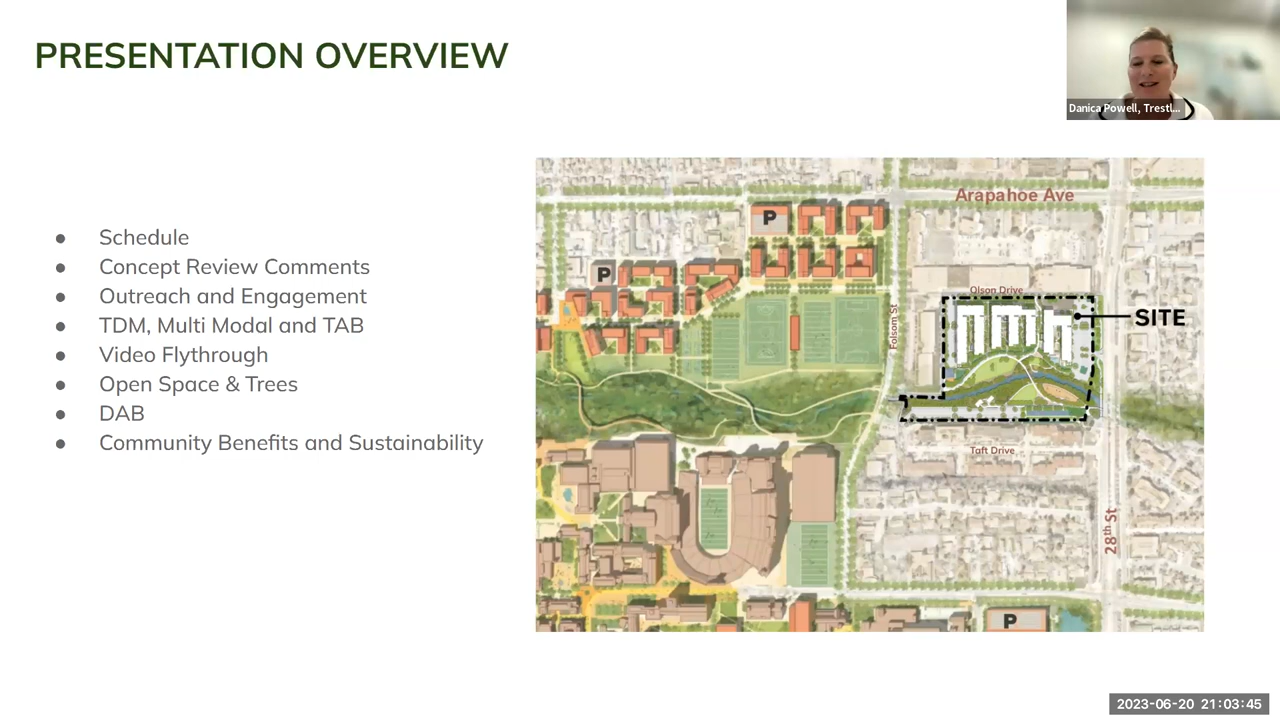 PRESENTATION OVERVIEW
Danica Powell, Trestl...
● Schedule
● Concept Review Comments
● Outreach and Engagement
● TDM, Multi Modal and TAB
● Video Flythrough
● Open Space & Trees
● DAB
● Community Benefits and Sustainability
Arapahoe Ave
P
P
Olson Drive
SITE
Folsom St
Taft Drive
28th St
P
2023-06-20 21:03:45